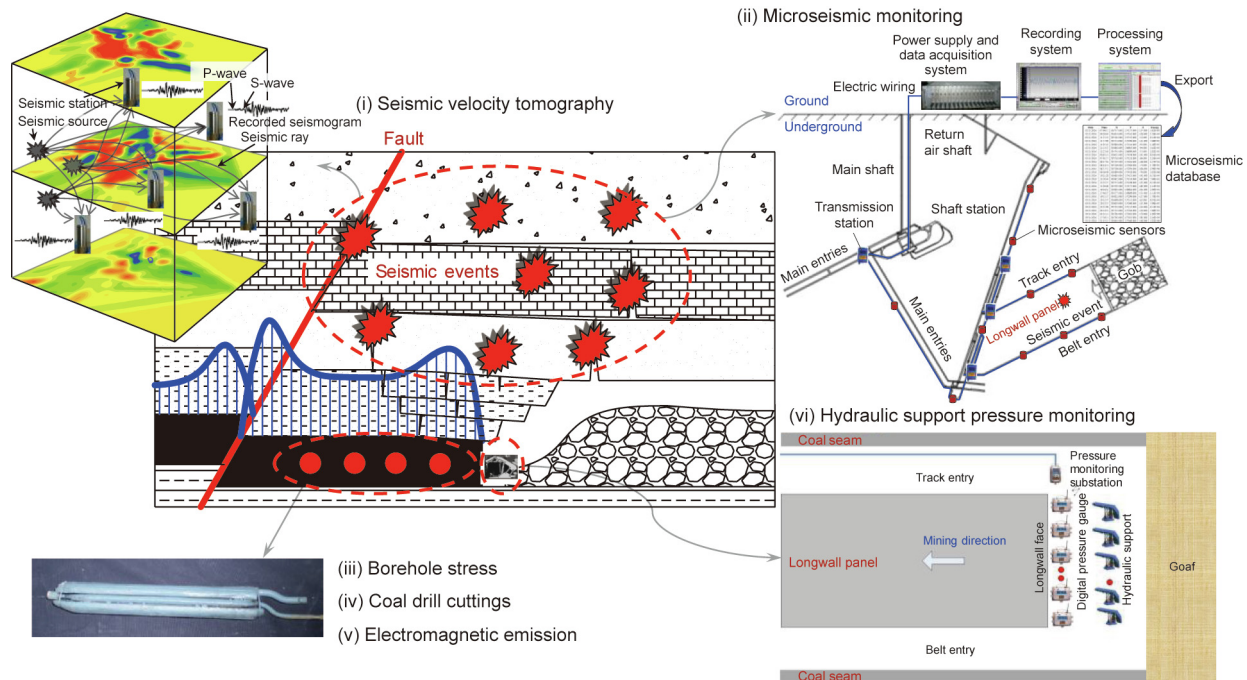 (i) Seismic velocity tomography
P-wave
S-wave
Seismic station
Seismic source
Recorded seismogram
Seismic ray
Fault
Seismic events
(ii) Microseismic monitoring
Power supply and
data acquisition
system
Recording
system
Processing
system
Electric wiring
Export
Ground
Underground
Return
air shaft
Main shaft
Microseismic
database
Transmission
station
Shaft station
Microseismic sensors
Main entries
Track entry
Gob
Main entries
Longwall panel
Seismic event
Belt entry
(iii) Borehole stress
(iv) Coal drill cuttings
(v) Electromagnetic emission
(vi) Hydraulic support pressure monitoring
Coal seam
Pressure
monitoring
substation
Track entry
Longwall panel
Mining direction
Longwall face
Digital pressure gauge
Hydraulic support
Goaf
Belt entry
Coal seam